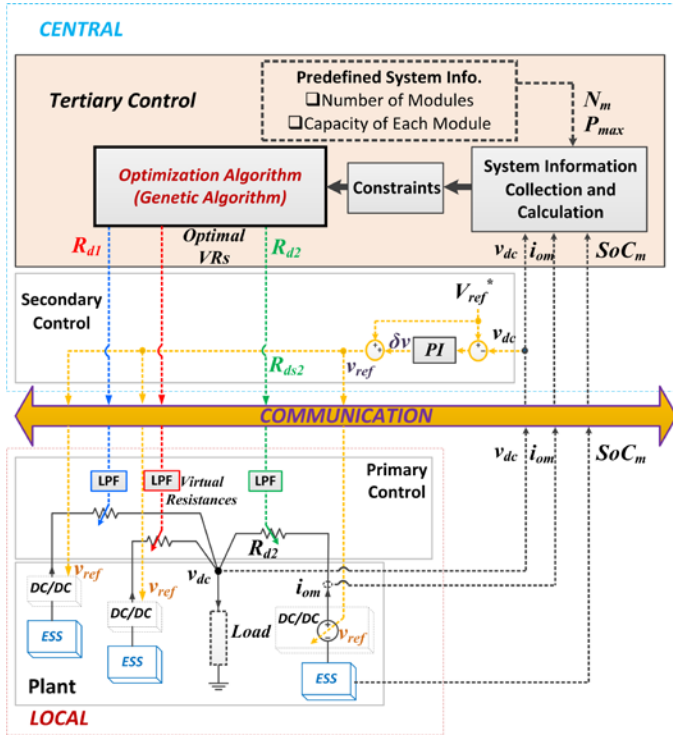 CENTRAL
Tertiary Control
Predefined System Info.
❑Number of Modules
❑Capacity of Each Module
N_m
P_max
Optimization Algorithm
(Genetic Algorithm)
Constraints
System Information
Collection and
Calculation
R_d1
Optimal
VRs
R_d2
v_dc
i_om
SoC_m
Secondary
Control
V_ref*
v_dc
δv
PI
v_ref
R_ds2
COMMUNICATION
v_dc
i_om
SoC_m
Primary
Control
LPF
LPF
LPF
Virtual
Resistances
R_d2
v_dc
i_om
v_ref
v_ref
v_ref
DC/DC
DC/DC
DC/DC
Load
ESS
ESS
ESS
Plant
LOCAL